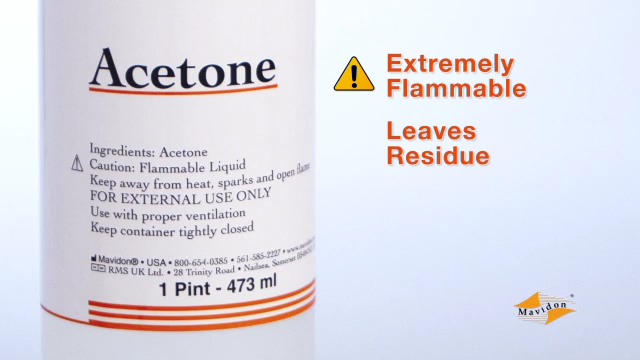 Acetone
Ingredients: Acetone
Caution: Flammable Liquid
Keep away from heat, sparks and open flame
FOR EXTERNAL USE ONLY
Use with proper ventilation
Keep container tightly closed
Mavidon® • USA • 800-654-0385 • 561-585-2227 •
RMS UK Ltd. • 28 Trinity Road • Nailsea, Somerset
1 Pint - 473 ml
Extremely
Flammable
Leaves
Residue
Mavidon®